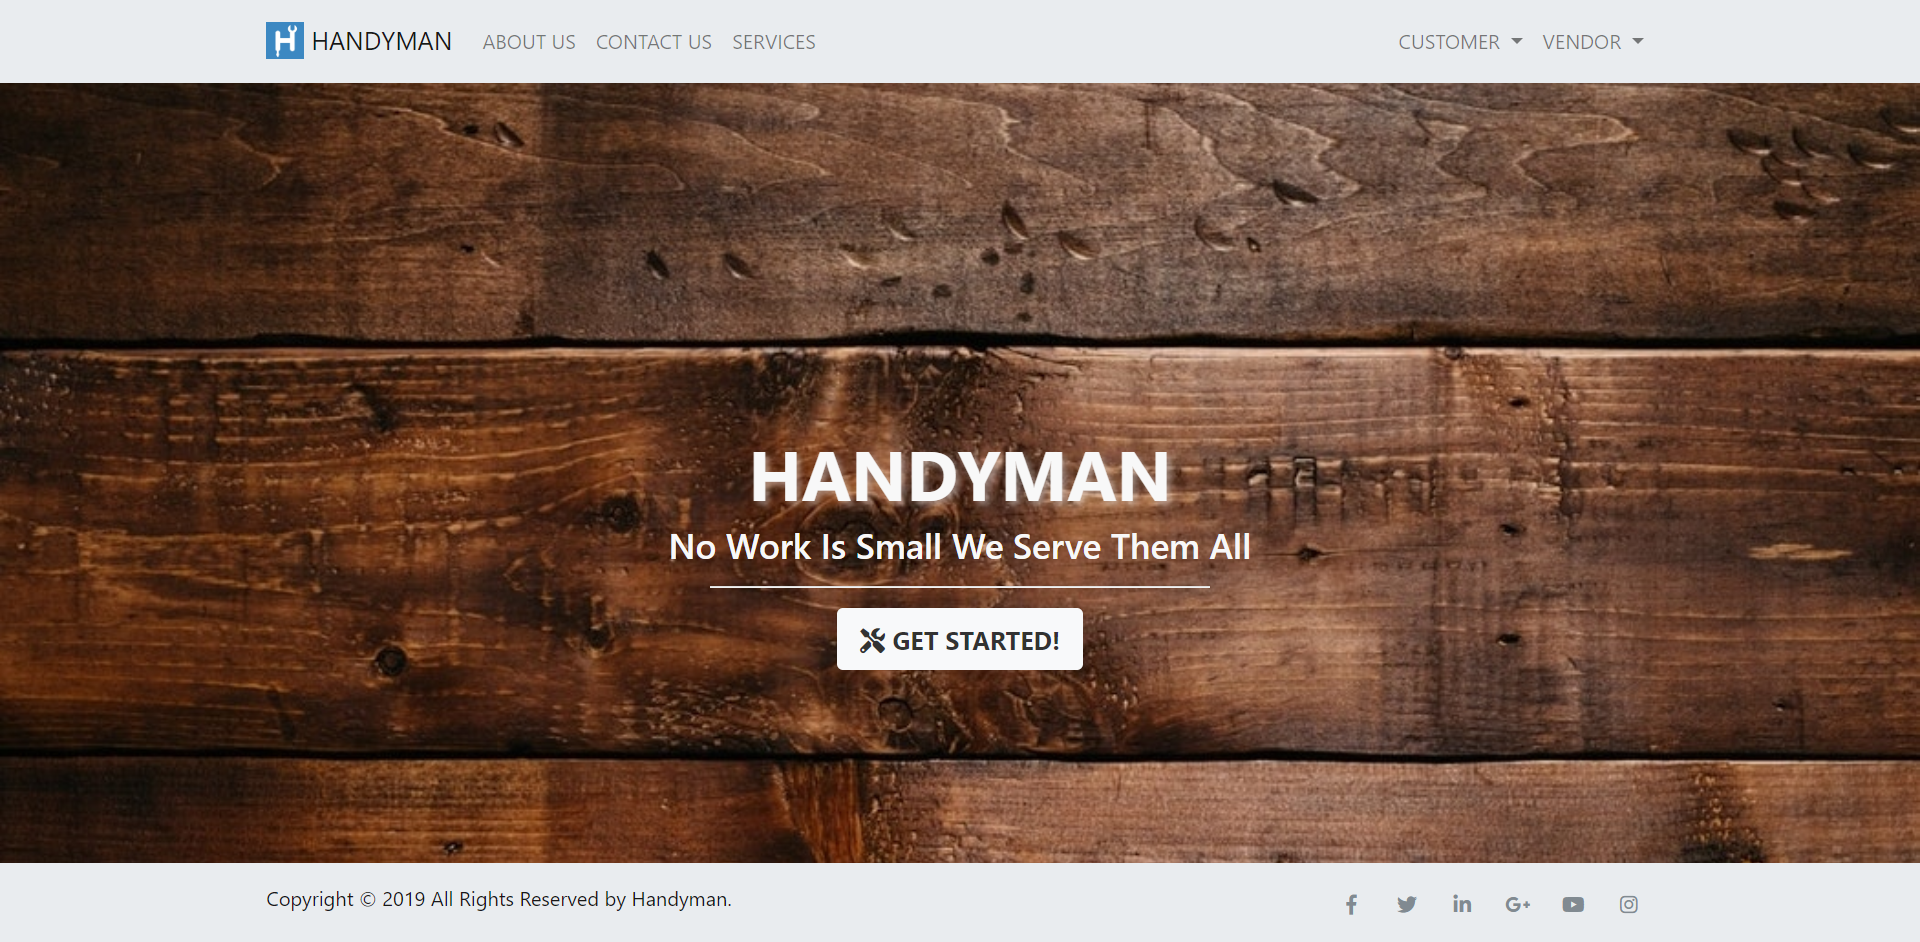 HANDYMAN ABOUT US CONTACT US SERVICES CUSTOMER VENDOR
HANDYMAN
No Work Is Small We Serve Them All
GET STARTED!
Copyright © 2019 All Rights Reserved by Handyman.